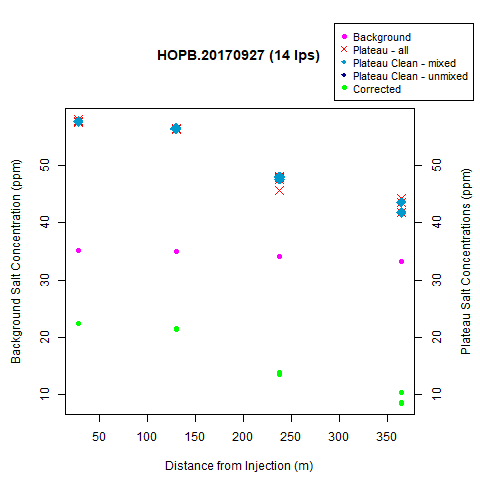 HOPB.20170927 (14 lps)
Background
Plateau - all
Plateau Clean - mixed
Plateau Clean - unmixed
Corrected
Background Salt Concentration (ppm)
50
40
30
20
10
50
40
30
20
10
Plateau Salt Concentrations (ppm)
50 100 150 200 250 300 350
Distance from Injection (m)